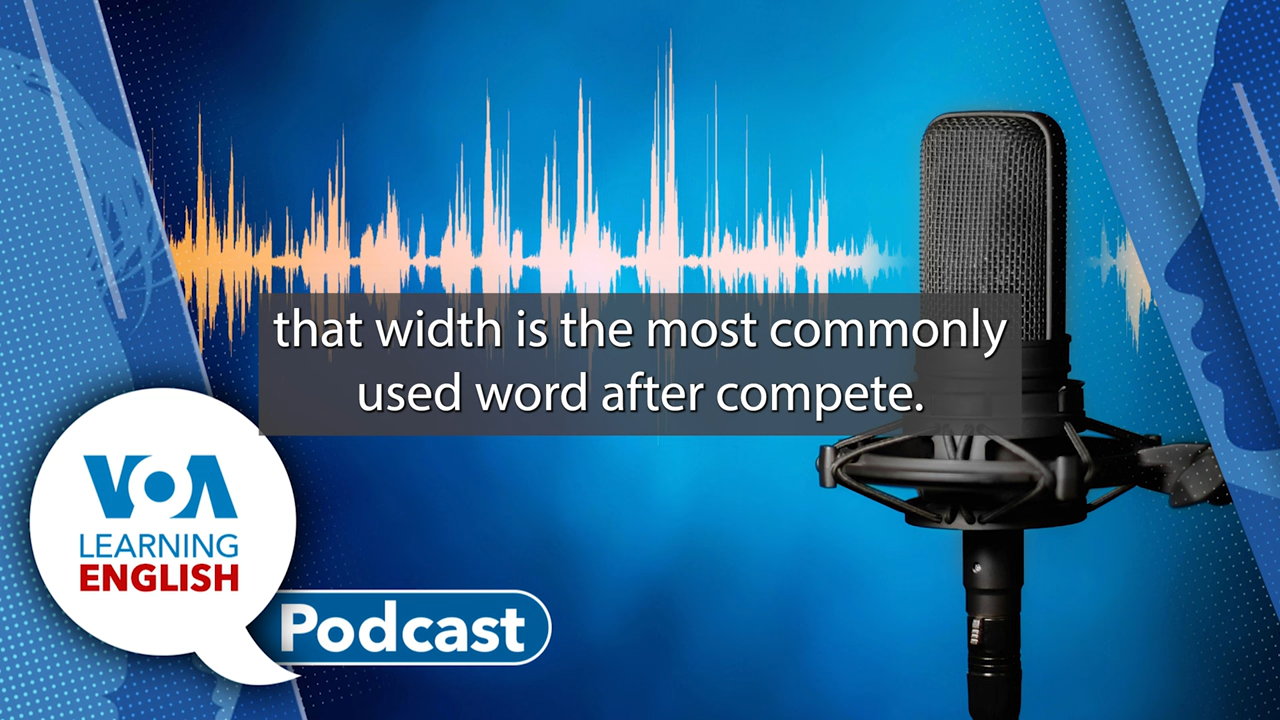 that width is the most commonly
used word after compete.
VOA
LEARNING
ENGLISH
Podcast